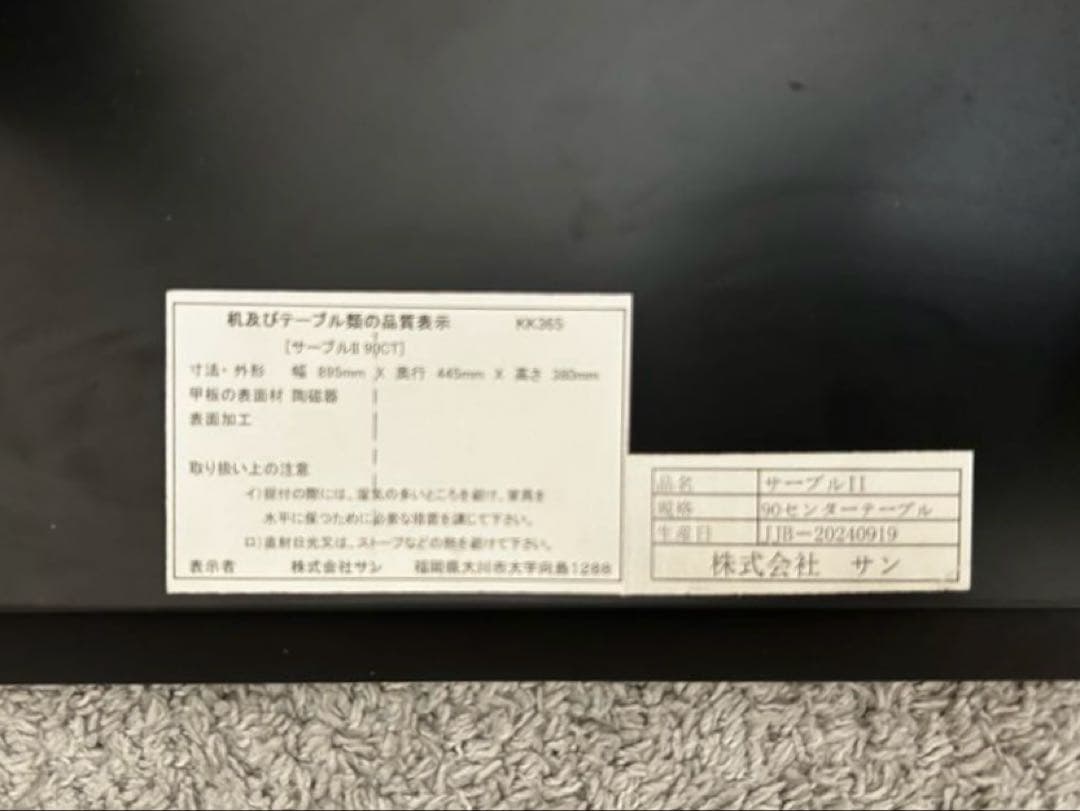 机及びテーブル類の品質表示 KK365
[サーブルII 90CT]
寸法・外形 幅 895mm X 奥行 445mm X 高さ 380mm
甲板の表面材 陶磁器
表面加工
取り扱い上の注意
イ)据付の際には、湿気の多いところを避け、家具を
水平に保つために必要な措置を講じて下さい。
ロ)直射日光又は、ストーブなどの熱を避けて下さい。
表示者 株式会社サン 福岡県大川市大字向島1288
品名 サーブルII
規格 90センターテーブル
生産日 JJB-20240919
株式会社 サン